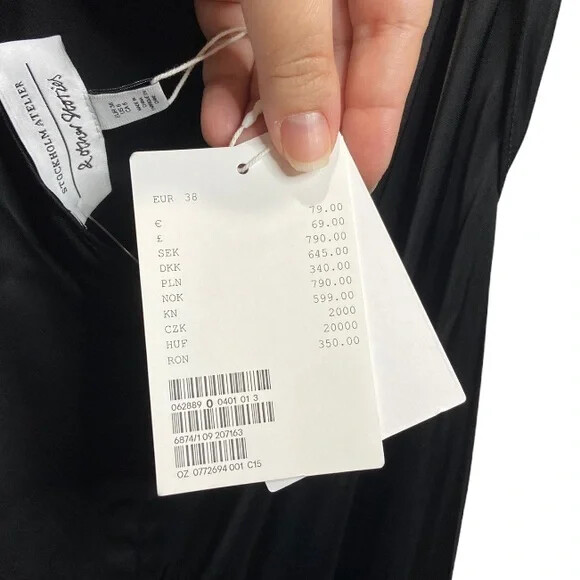 STOCKHOLM ATELIER
& Other Stories
EUR 38
€ 79.00
£ 69.00
SEK 790.00
DKK 645.00
PLN 340.00
NOK 790.00
KN 599.00
CZK 2000
HUF 20000
RON 350.00
062889 0 0401 01 3
6874/1 09 207163
OZ 0772694 001 C15